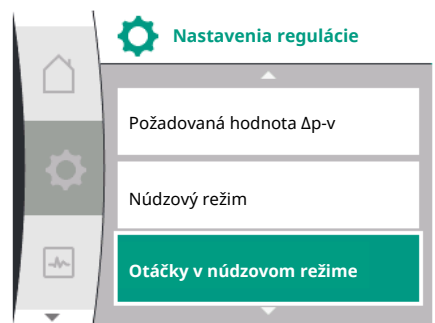 Nastavenia regulácie
Požadovaná hodnota Δp-v
Núdzový režim
Otáčky v núdzovom režime